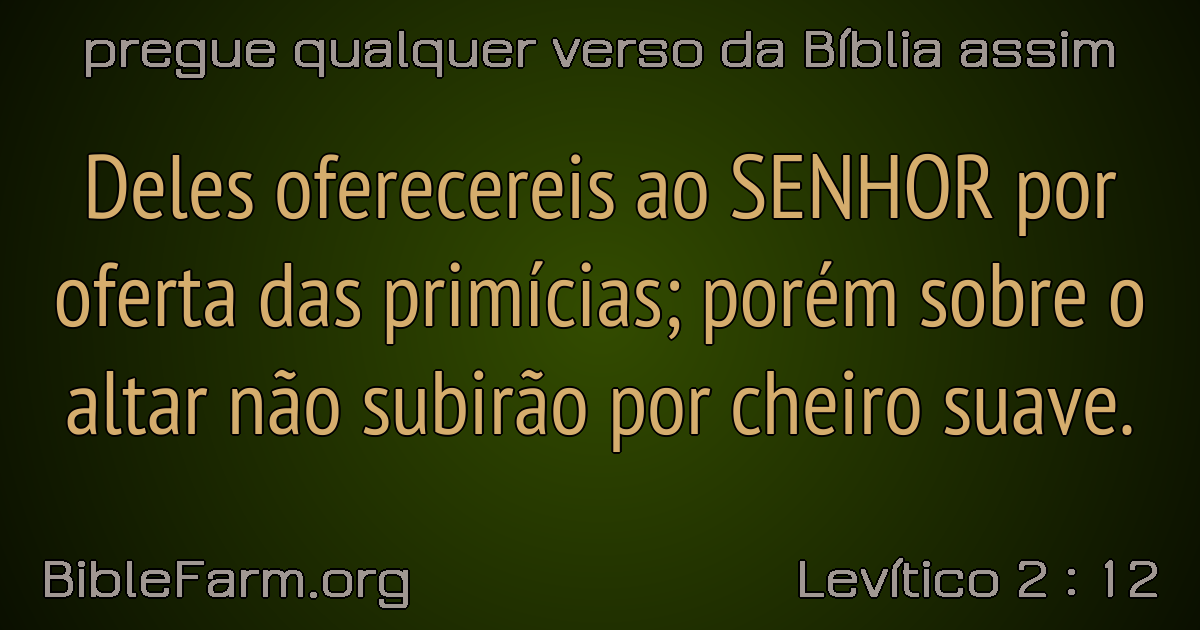 pregue qualquer verso da Bíblia assim
Deles oferecereis ao SENHOR por
oferta das primícias; porém sobre o
altar não subirão por cheiro suave.
BibleFarm.org
Levítico 2 : 12